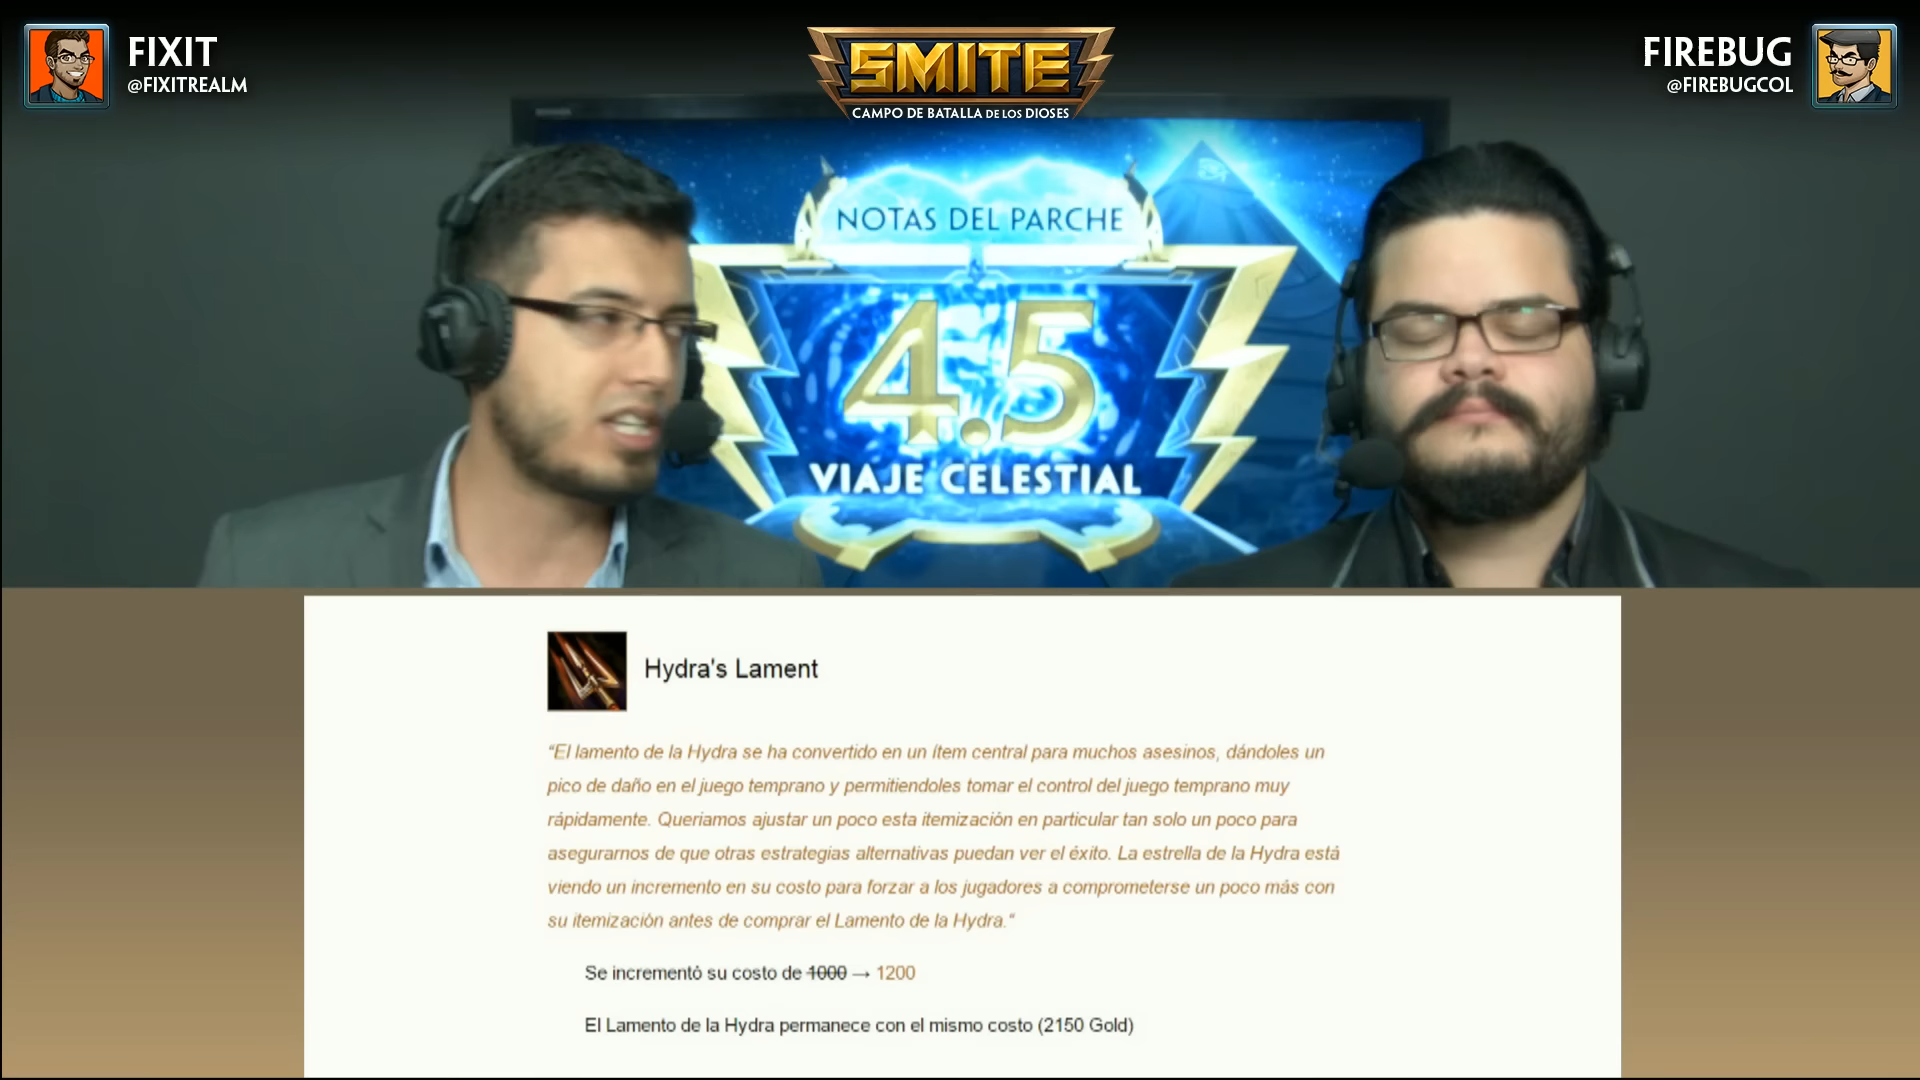 FIXIT
@FIXITREALM
SMITE
CAMPO DE BATALLA DE LOS DIOSES
FIREBUG
@FIREBUGCOL
NOTAS DEL PARCHE
4.5
VIAJE CELESTIAL
Hydra's Lament
“El lamento de la Hydra se ha convertido en un ítem central para muchos asesinos, dándoles un
pico de daño en el juego temprano y permitiendoles tomar el control del juego temprano muy
rápidamente. Queriamos ajustar un poco esta itemización en particular tan solo un poco para
asegurarnos de que otras estrategias alternativas puedan ver el éxito. La estrella de la Hydra está
viendo un incremento en su costo para forzar a los jugadores a comprometerse un poco más con
su itemización antes de comprar el Lamento de la Hydra.“
Se incrementó su costo de 1000 → 1200
El Lamento de la Hydra permanece con el mismo costo (2150 Gold)